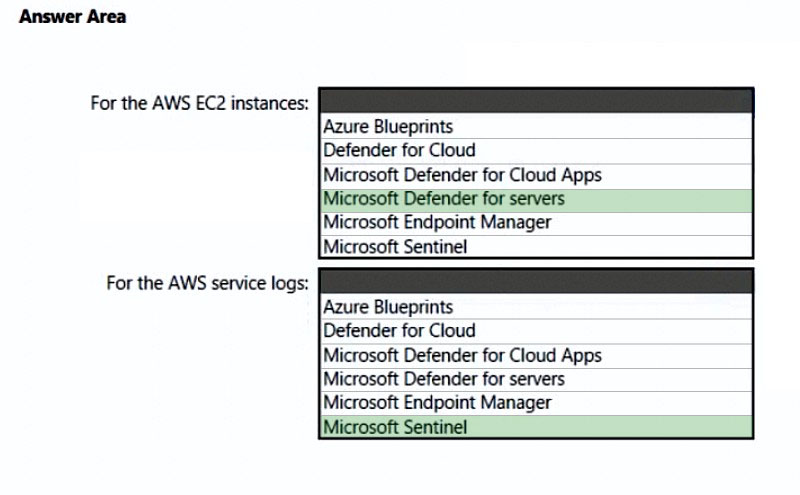 Answer Area
For the AWS EC2 instances:
Azure Blueprints
Defender for Cloud
Microsoft Defender for Cloud Apps
Microsoft Defender for servers
Microsoft Endpoint Manager
Microsoft Sentinel
For the AWS service logs:
Azure Blueprints
Defender for Cloud
Microsoft Defender for Cloud Apps
Microsoft Defender for servers
Microsoft Endpoint Manager
Microsoft Sentinel